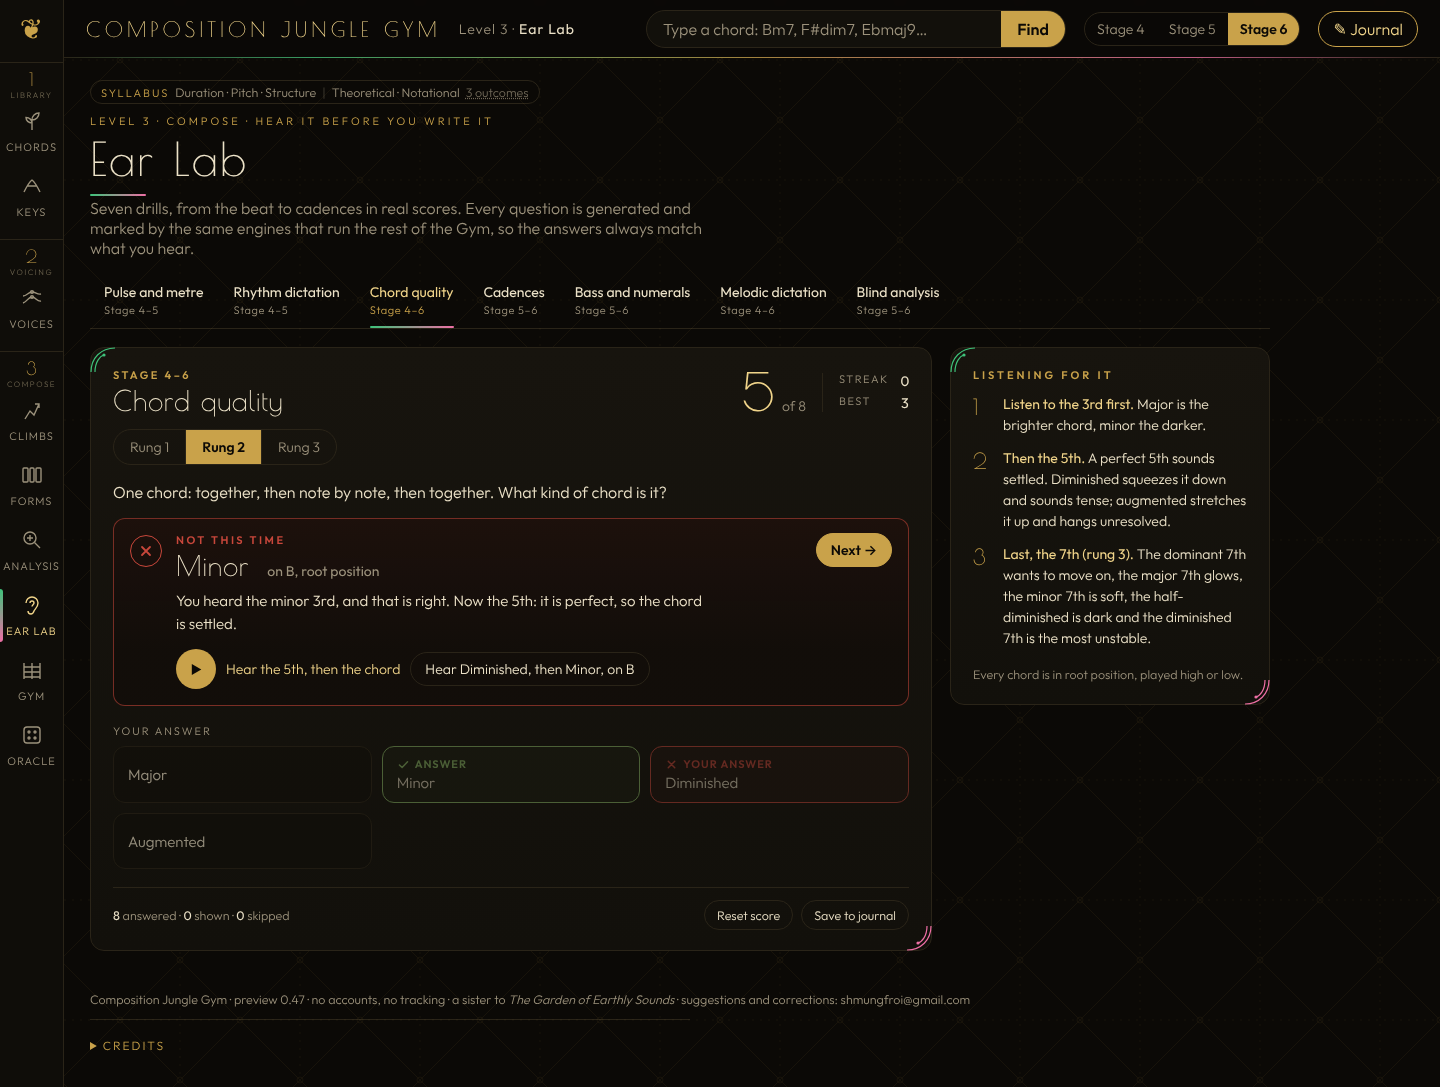 COMPOSITION JUNGLE GYM
Level 3 · Ear Lab
Type a chord: Bm7, F#dim7, Ebmaj9...
Find
Stage 4
Stage 5
Stage 6
✎ Journal
1
LIBRARY
CHORDS
KEYS
2
VOICING
VOICES
3
COMPOSE
CLIMBS
FORMS
ANALYSIS
EAR LAB
GYM
ORACLE
SYLLABUS Duration · Pitch · Structure | Theoretical · Notational 3 outcomes
LEVEL 3 · COMPOSE · HEAR IT BEFORE YOU WRITE IT
Ear Lab
Seven drills, from the beat to cadences in real scores. Every question is generated and
marked by the same engines that run the rest of the Gym, so the answers always match
what you hear.
Pulse and metre
Stage 4–5
Rhythm dictation
Stage 4–5
Chord quality
Stage 4–6
Cadences
Stage 5–6
Bass and numerals
Stage 5–6
Melodic dictation
Stage 4–6
Blind analysis
Stage 5–6
STAGE 4–6
Chord quality
5 of 8
STREAK 0
BEST 3
Rung 1
Rung 2
Rung 3
One chord: together, then note by note, then together. What kind of chord is it?
NOT THIS TIME
Minor on B, root position
Next →
You heard the minor 3rd, and that is right. Now the 5th: it is perfect, so the chord
is settled.
Hear the 5th, then the chord
Hear Diminished, then Minor, on B
YOUR ANSWER
Major
✓ ANSWER
Minor
✕ YOUR ANSWER
Diminished
Augmented
8 answered · 0 shown · 0 skipped
Reset score
Save to journal
LISTENING FOR IT
1 Listen to the 3rd first. Major is the
brighter chord, minor the darker.
2 Then the 5th. A perfect 5th sounds
settled. Diminished squeezes it down
and sounds tense; augmented stretches
it up and hangs unresolved.
3 Last, the 7th (rung 3). The dominant 7th
wants to move on, the major 7th glows,
the minor 7th is soft, the half-
diminished is dark and the diminished
7th is the most unstable.
Every chord is in root position, played high or low.
Composition Jungle Gym · preview 0.47 · no accounts, no tracking · a sister to The Garden of Earthly Sounds · suggestions and corrections: shmungfroi@gmail.com
▶ CREDITS